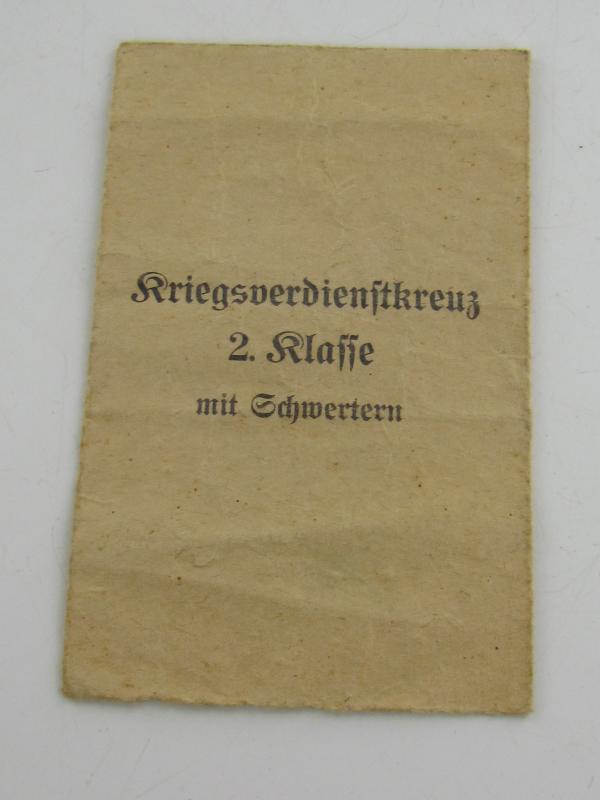 Kriegsverdienstkreuz
2. Klasse
mit Schwertern